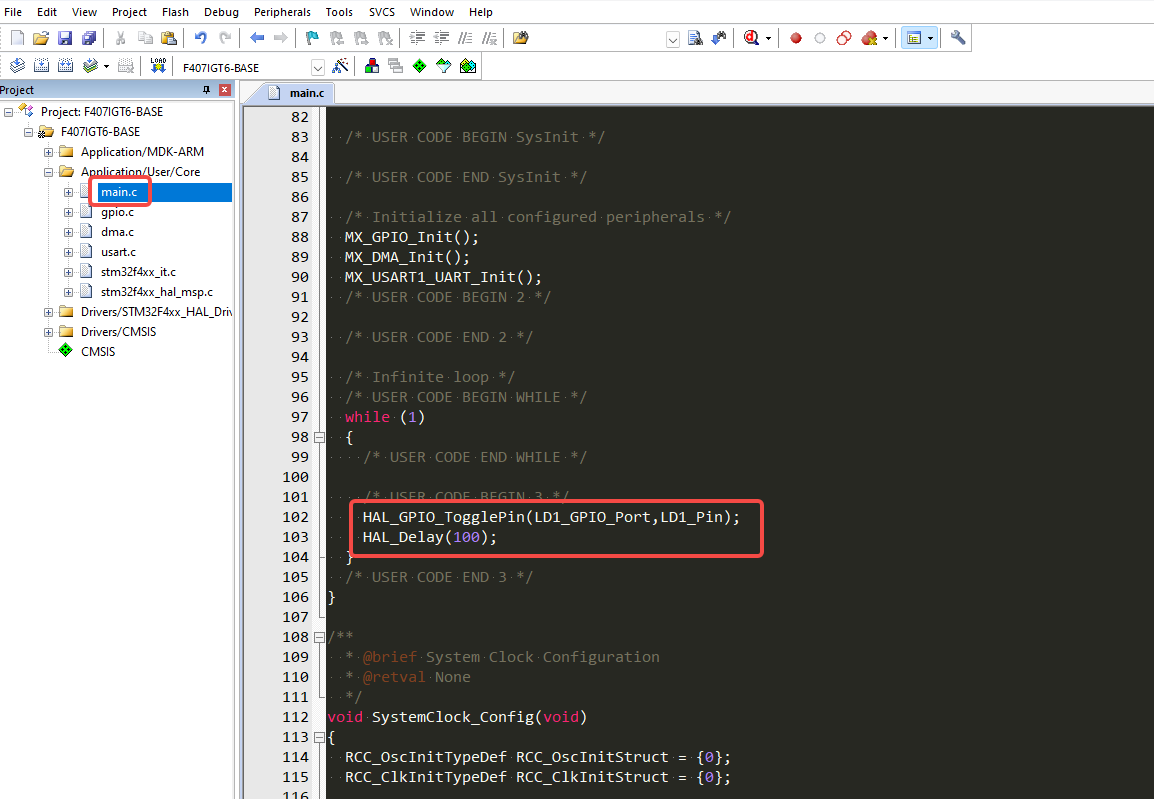 File Edit View Project Flash Debug Peripherals Tools SVCS Window Help
LOAD F407IGT6-BASE
Project
main.c
Project: F407IGT6-BASE
F407IGT6-BASE
Application/MDK-ARM
Application/User/Core
main.c
gpio.c
dma.c
usart.c
stm32f4xx_it.c
stm32f4xx_hal_msp.c
Drivers/STM32F4xx_HAL_Driv
Drivers/CMSIS
CMSIS
82
83 /* USER CODE BEGIN SysInit */
84
85 /* USER CODE END SysInit */
86
87 /* Initialize all configured peripherals */
88 MX_GPIO_Init();
89 MX_DMA_Init();
90 MX_USART1_UART_Init();
91 /* USER CODE BEGIN 2 */
92
93 /* USER CODE END 2 */
94
95 /* Infinite loop */
96 /* USER CODE BEGIN WHILE */
97 while (1)
98 {
99 /* USER CODE END WHILE */
100
101 /* USER CODE BEGIN 3 */
102 HAL_GPIO_TogglePin(LD1_GPIO_Port,LD1_Pin);
103 HAL_Delay(100);
104 }
105 /* USER CODE END 3 */
106 }
107
108 /**
109 * @brief System Clock Configuration
110 * @retval None
111 */
112 void SystemClock_Config(void)
113 {
114 RCC_OscInitTypeDef RCC_OscInitStruct = {0};
115 RCC_ClkInitTypeDef RCC_ClkInitStruct = {0};
116